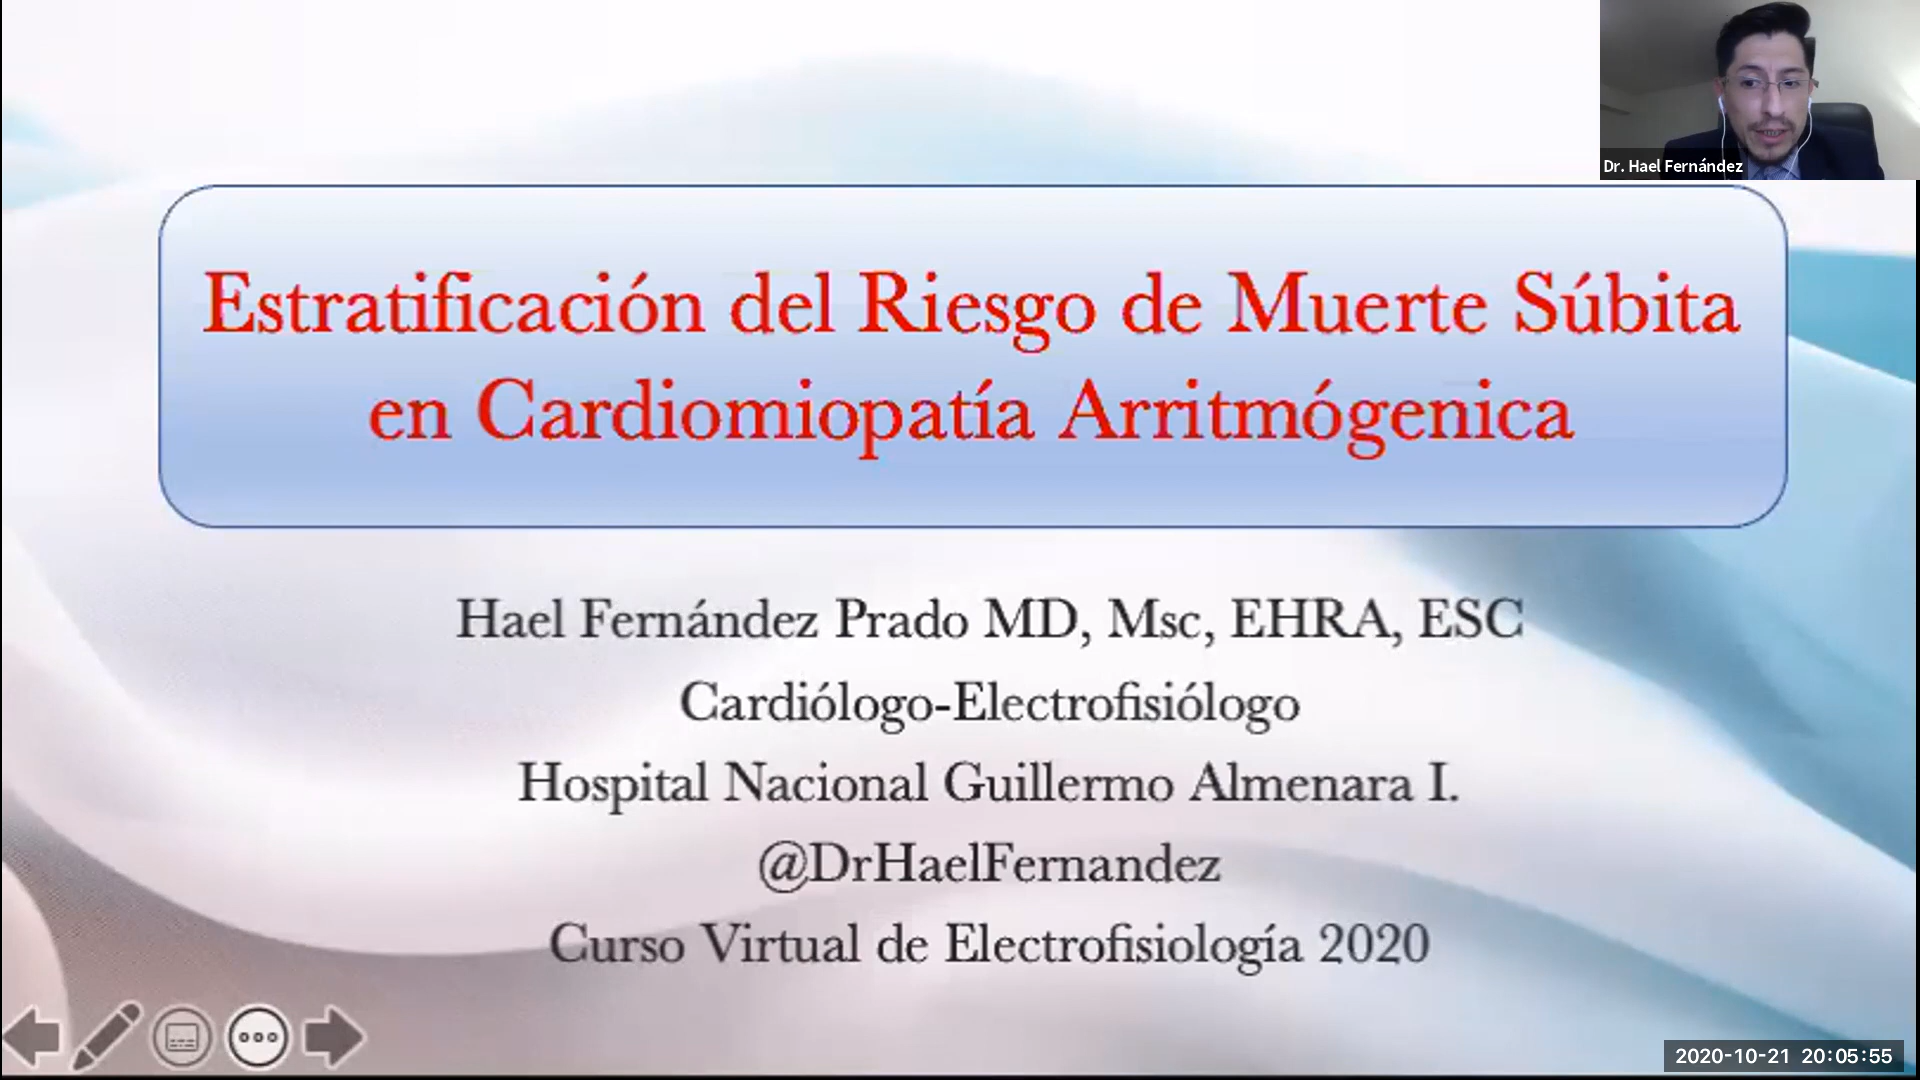 Dr. Hael Fernández
Estratificación del Riesgo de Muerte Súbita
en Cardiomiopatía Arritmógenica
Hael Fernández Prado MD, Msc, EHRA, ESC
Cardiólogo-Electrofisiólogo
Hospital Nacional Guillermo Almenara I.
@DrHaelFernandez
Curso Virtual de Electrofisiología 2020
2020-10-21 20:05:55